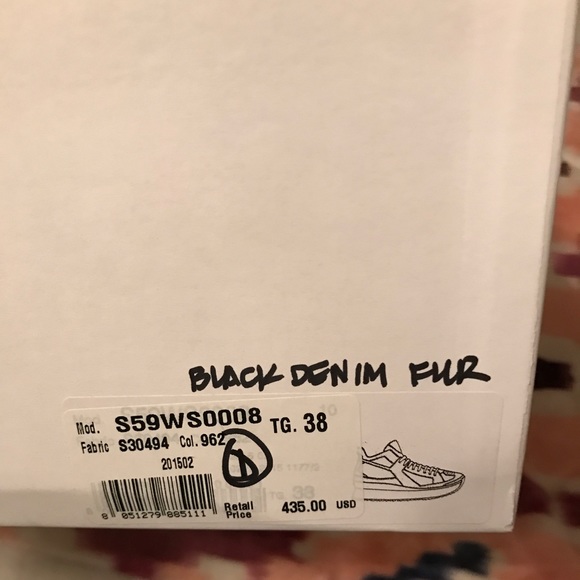 BLACK DENIM FUR
Mod. S59WS0008 TG. 38
Fabric S30494 Col. 962
D
201502
8 051279 885111
Retail Price 435.00 USD